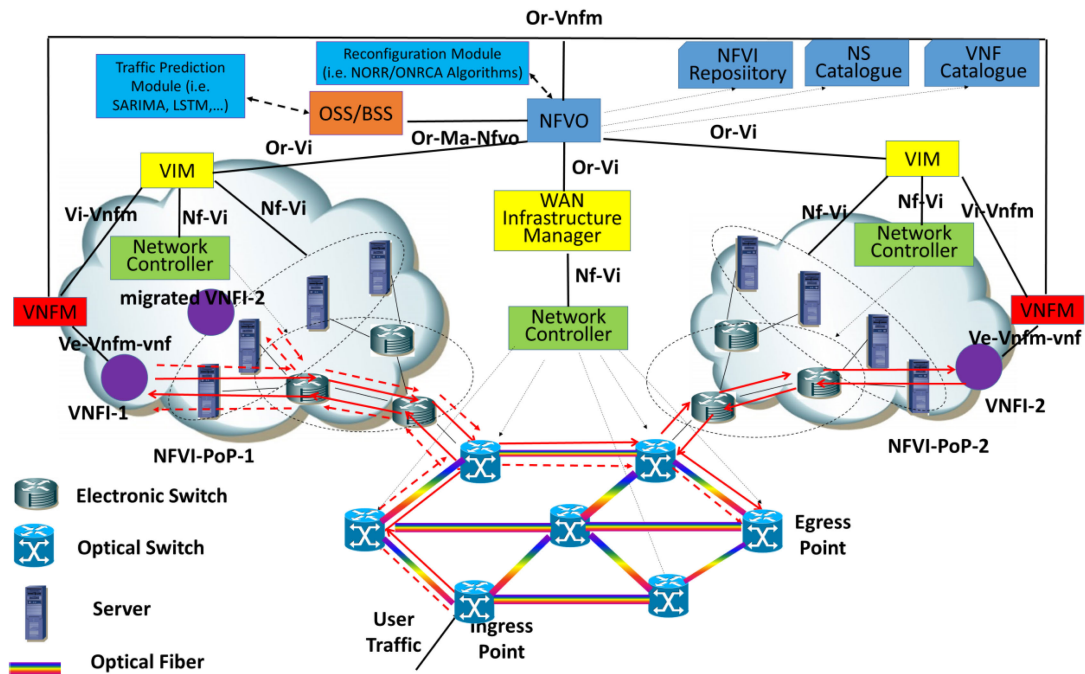 Or-Vnfm
Traffic Prediction
Module (i.e.
SARIMA, LSTM,...)
Reconfiguration Module
(i.e. NORR/ONRCA Algorithms)
NFVI
Reposiitory
NS
Catalogue
VNF
Catalogue
OSS/BSS
NFVO
Or-Ma-Nfvo
Or-Vi
Or-Vi
Or-Vi
VIM
VIM
WAN
Infrastructure
Manager
Vi-Vnfm
Nf-Vi
Nf-Vi
Nf-Vi
Nf-Vi
Vi-Vnfm
Network
Controller
Network
Controller
Nf-Vi
migrated VNFI-2
VNFM
VNFM
Network
Controller
Ve-Vnfm-vnf
Ve-Vnfm-vnf
VNFI-1
VNFI-2
NFVI-PoP-1
NFVI-PoP-2
Electronic Switch
Optical Switch
Server
Optical Fiber
Egress
Point
User
Traffic
Ingress
Point